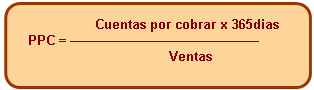 Cuentas por cobrar x 365dias
PPC =
Ventas